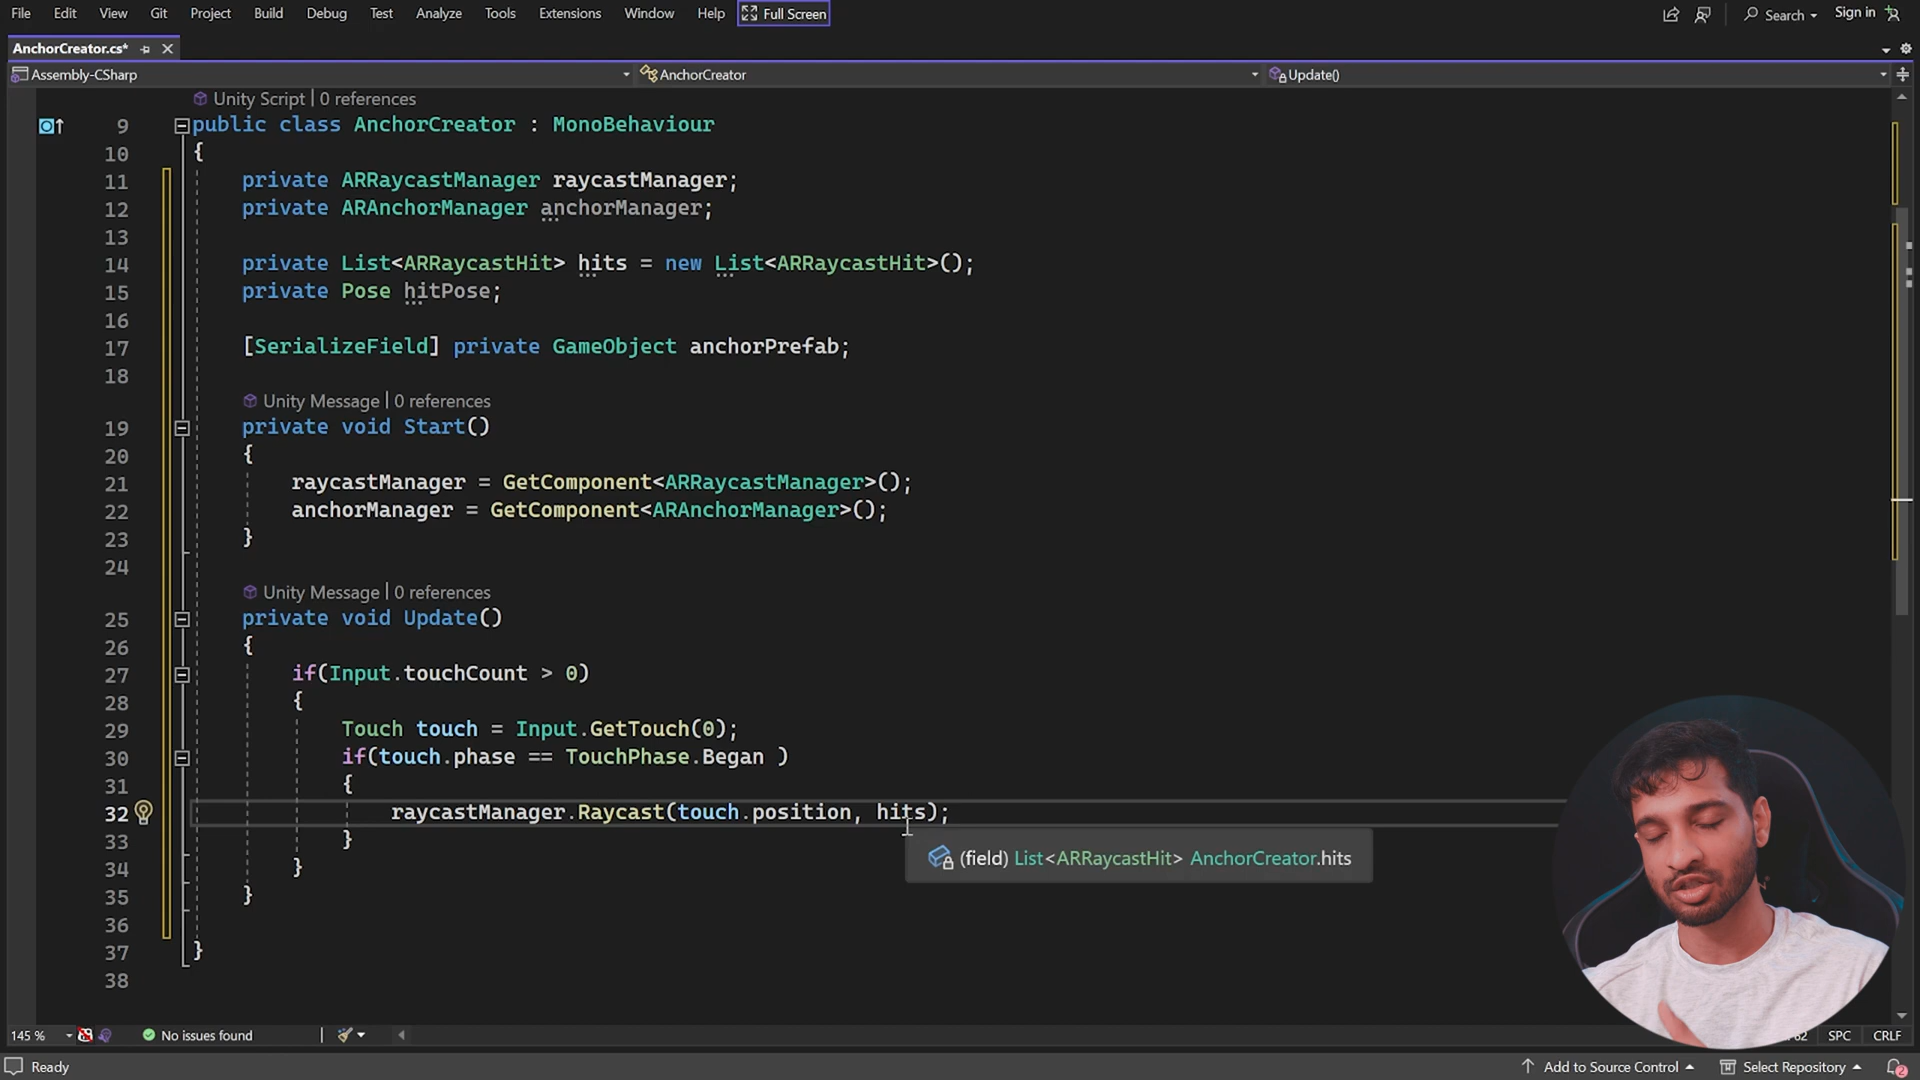 File Edit View Git Project Build Debug Test Analyze Tools Extensions Window Help Full Screen Search Sign in
AnchorCreator.cs*
Assembly-CSharp AnchorCreator Update()
Unity Script | 0 references
9 public class AnchorCreator : MonoBehaviour
10 {
11 private ARRaycastManager raycastManager;
12 private ARAnchorManager anchorManager;
13
14 private List<ARRaycastHit> hits = new List<ARRaycastHit>();
15 private Pose hitPose;
16
17 [SerializeField] private GameObject anchorPrefab;
18
Unity Message | 0 references
19 private void Start()
20 {
21 raycastManager = GetComponent<ARRaycastManager>();
22 anchorManager = GetComponent<ARAnchorManager>();
23 }
24
Unity Message | 0 references
25 private void Update()
26 {
27 if(Input.touchCount > 0)
28 {
29 Touch touch = Input.GetTouch(0);
30 if(touch.phase == TouchPhase.Began )
31 {
32 raycastManager.Raycast(touch.position, hits);
33 }
(field) List<ARRaycastHit> AnchorCreator.hits
34 }
35 }
36
37 }
38
145 % No issues found SPC CRLF
Ready Add to Source Control Select Repository 2